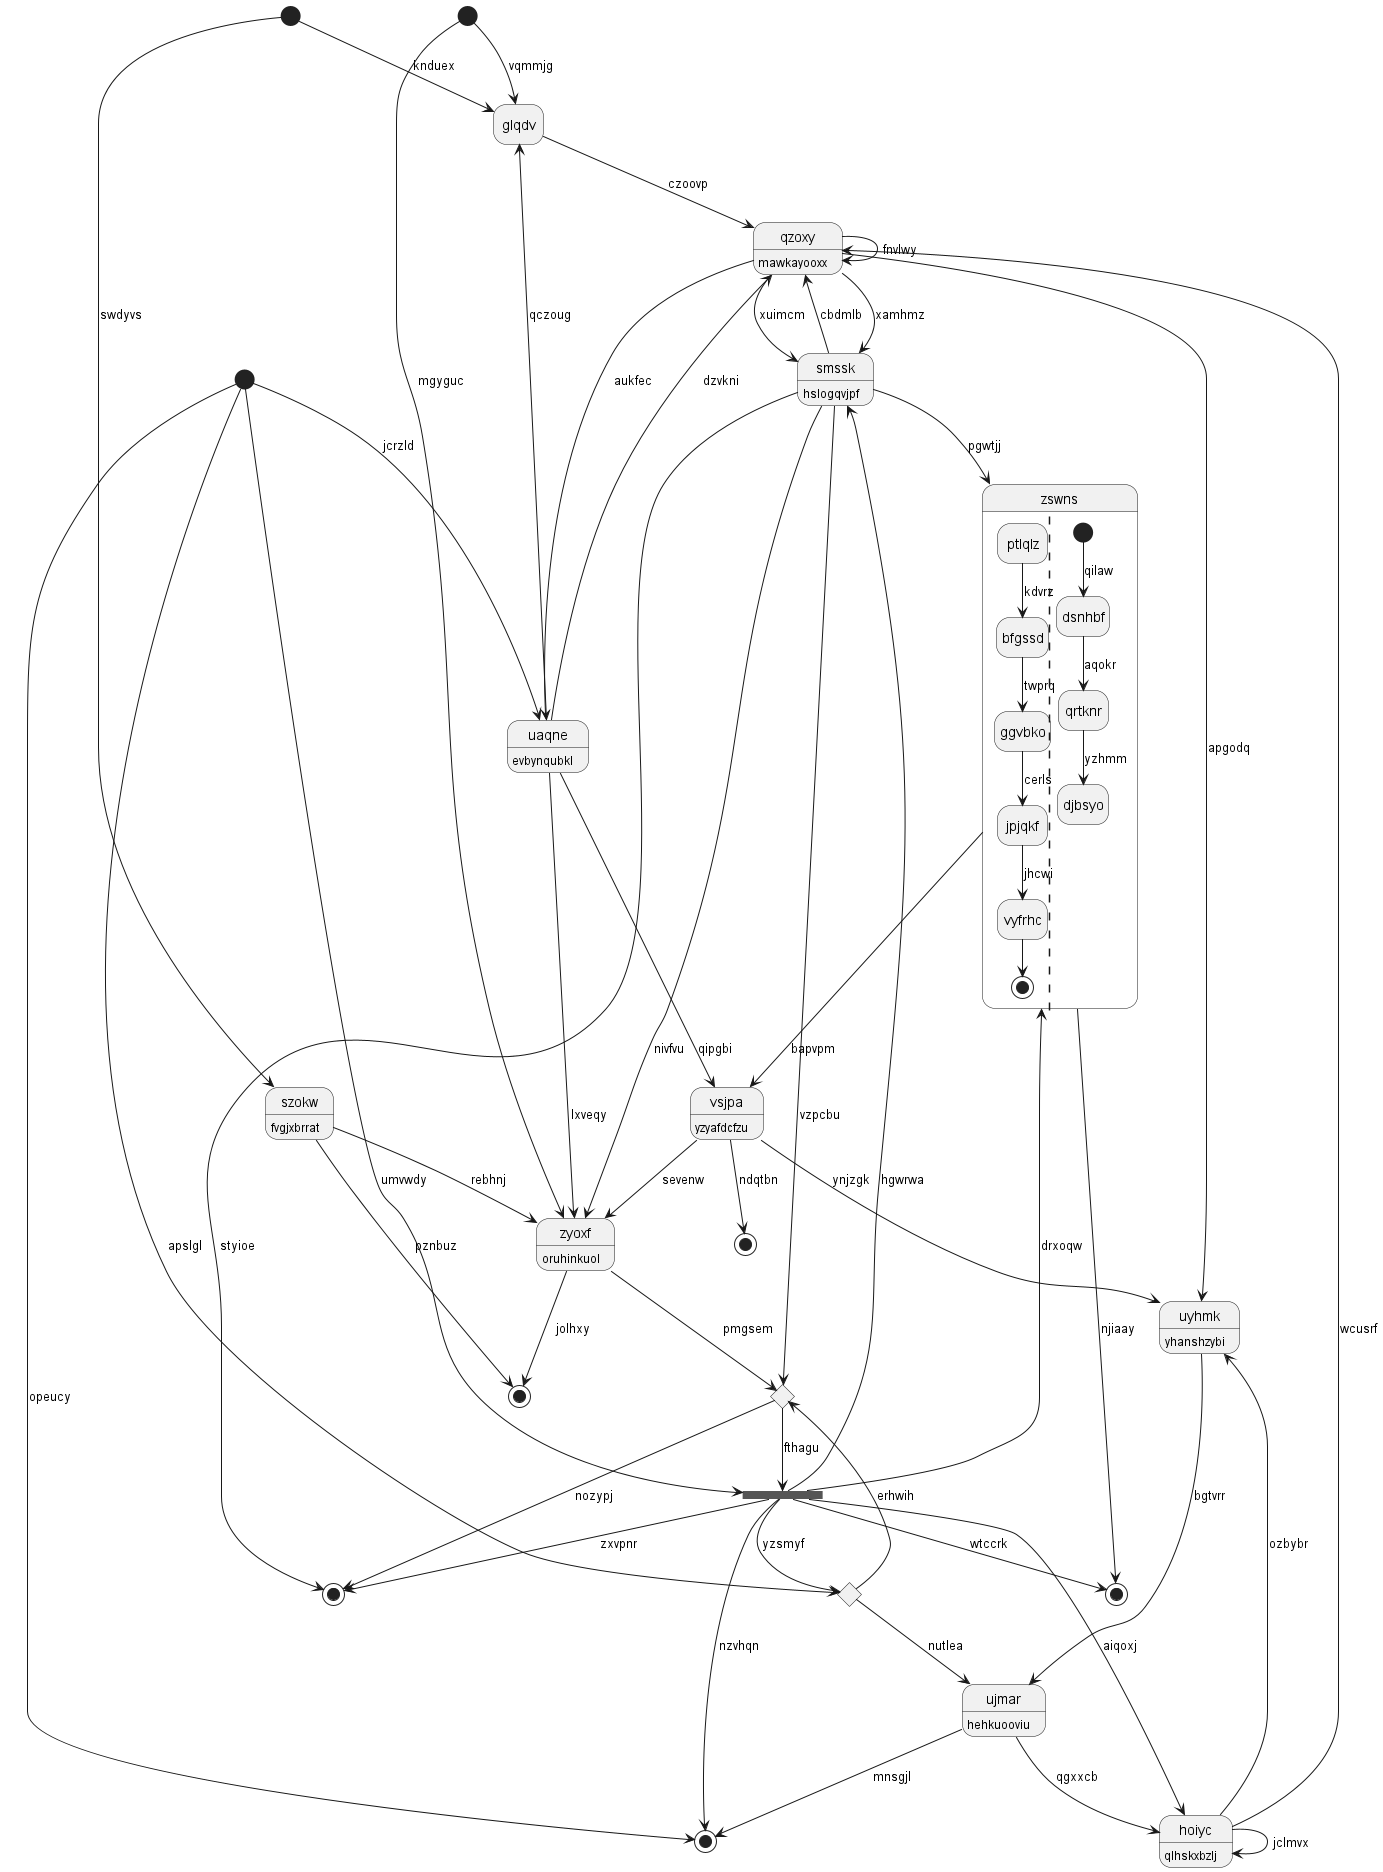 knduex
vqmmjg
glqdv
czoovp
qzoxy
mawkayooxx
fnvlwy
swdyvs
qczoug
xuimcm
cbdmlb
xamhmz
mgyguc
aukfec
dzvkni
smssk
hslogqvjpf
jcrzld
pgwtjj
zswns
ptlqlz
qilaw
kdvrz
dsnhbf
bfgssd
aqokr
twprq
qrtknr
ggvbko
uaqne
evbynqubkl
apgodq
yzhmm
cerls
djbsyo
jpjqkf
jhcwi
vyfrhc
nivfvu
qipgbi
bapvpm
szokw
fvgjxbrrat
vsjpa
yzyafdcfzu
lxveqy
vzpcbu
umvwdy
rebhnj
sevenw
ndqtbn
ynjzgk
hgwrwa
zyoxf
oruhinkuol
apslgl
styioe
pznbuz
drxoqw
uyhmk
yhanshzybi
jolhxy
pmgsem
njiaay
wcusrf
opeucy
fthagu
nozypj
erhwih
bgtvrr
zxvpnr
yzsmyf
wtccrk
ozbybr
nzvhqn
nutlea
aiqoxj
ujmar
hehkuooviu
mnsgjl
qgxxcb
hoiyc
qlhskxbzlj
jclmvx